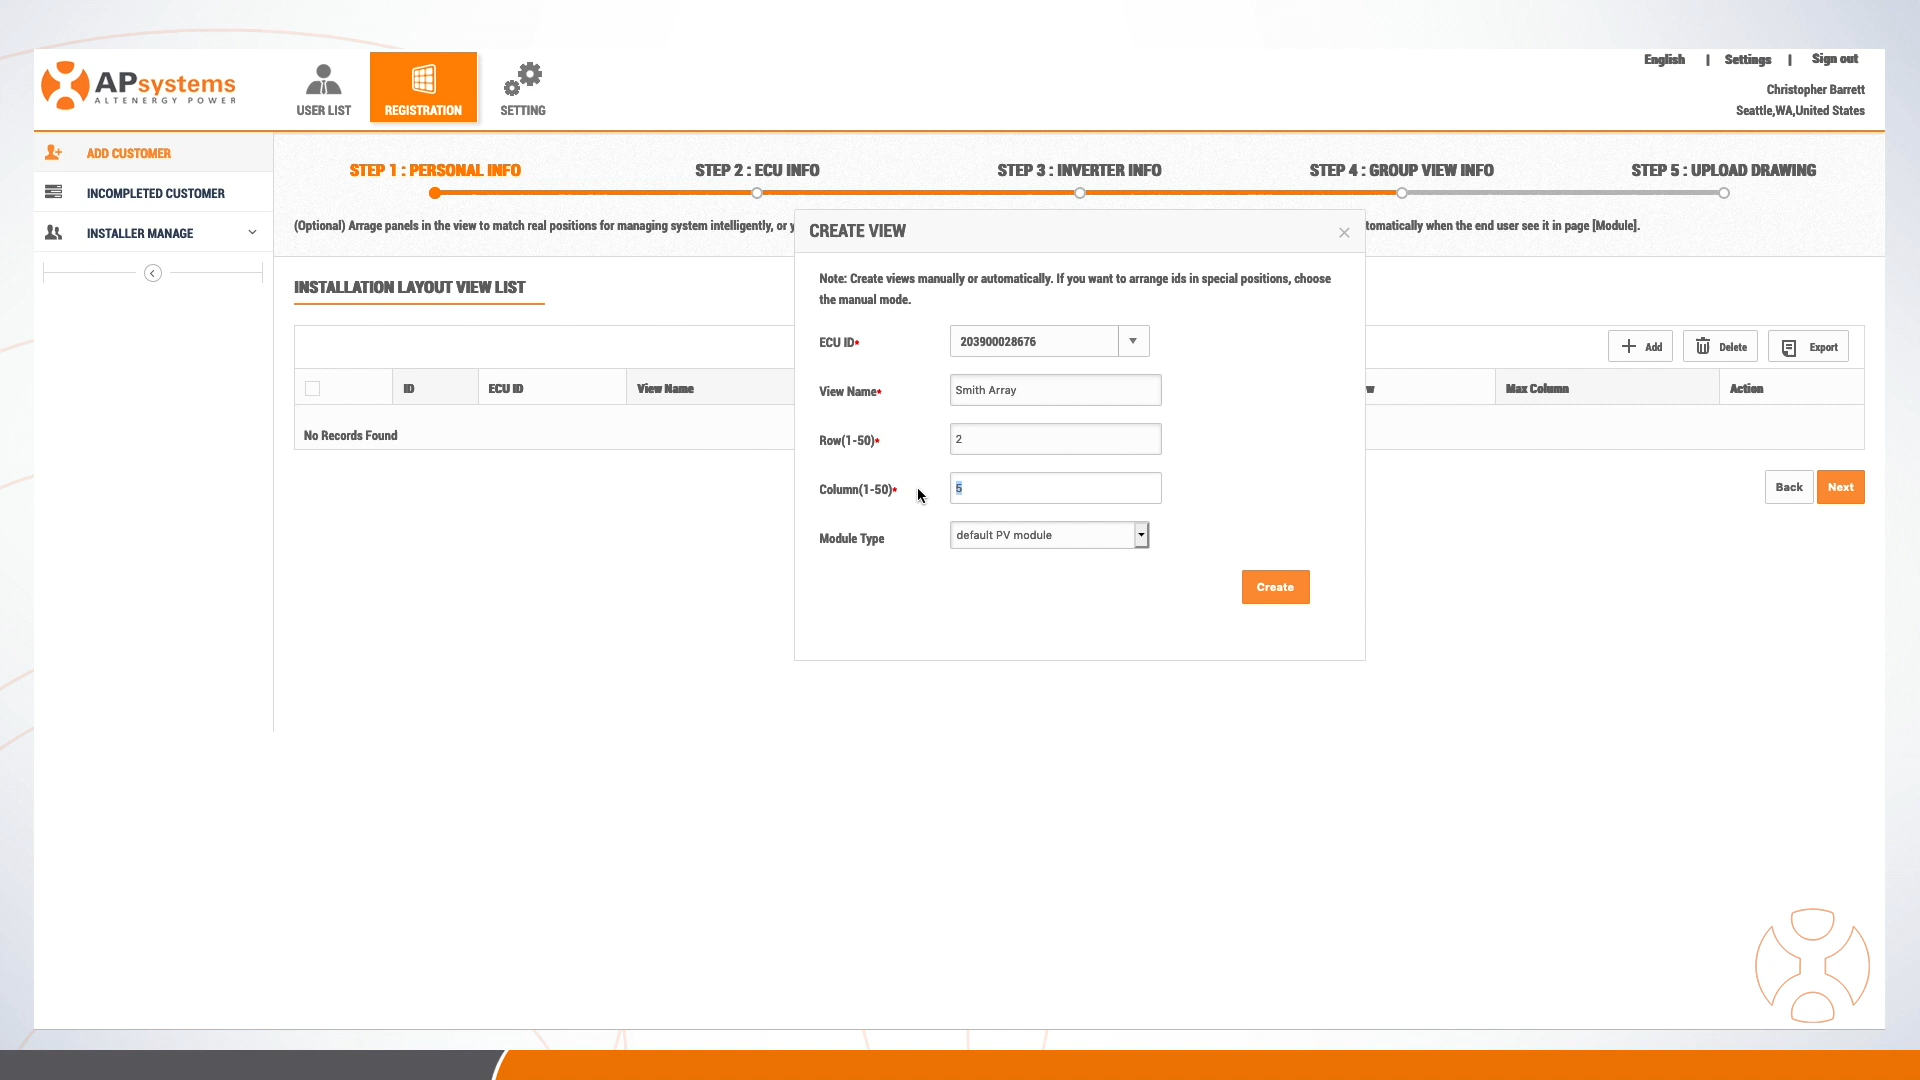 APsystems
ALTENERGY POWER
USER LIST
REGISTRATION
SETTING
English | Settings | Sign out
Christopher Barrett
Seattle,WA,United States
ADD CUSTOMER
INCOMPLETED CUSTOMER
INSTALLER MANAGE
STEP 1 : PERSONAL INFO
STEP 2 : ECU INFO
STEP 3 : INVERTER INFO
STEP 4 : GROUP VIEW INFO
STEP 5 : UPLOAD DRAWING
(Optional) Arrage panels in the view to match real positions for managing system intelligently, or
tomatically when the end user see it in page [Module].
INSTALLATION LAYOUT VIEW LIST
Add
Delete
Export
ID
ECU ID
View Name
w
Max Column
Action
No Records Found
Back
Next
CREATE VIEW
Note: Create views manually or automatically. If you want to arrange ids in special positions, choose
the manual mode.
ECU ID* 203900028676
View Name* Smith Array
Row(1-50)* 2
Column(1-50)* 5
Module Type default PV module
Create